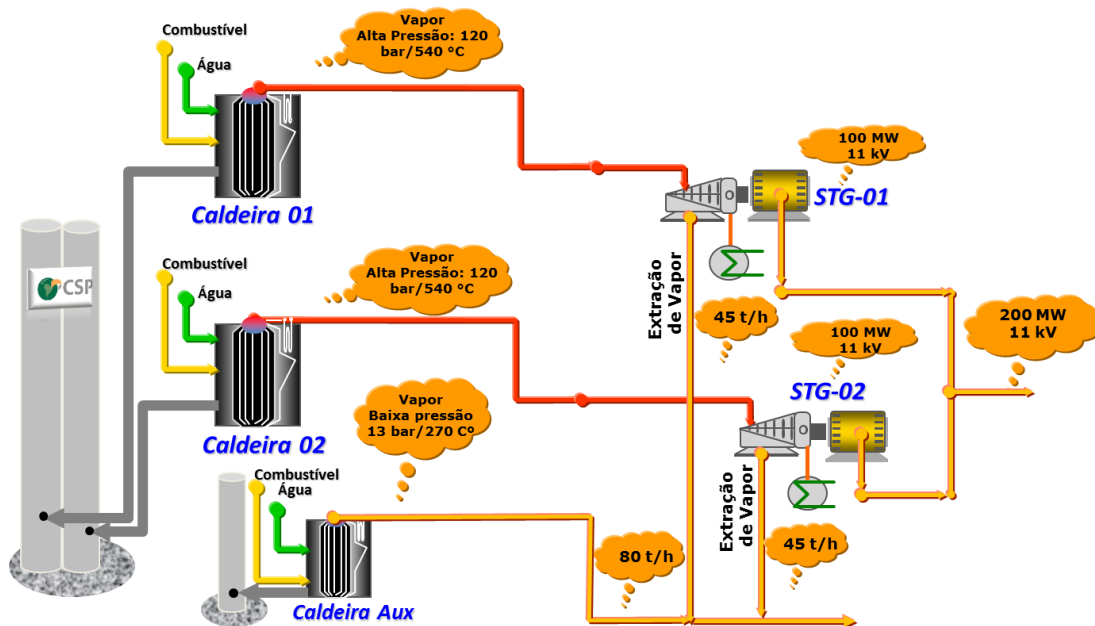 Combustível
Água
Vapor
Alta Pressão: 120
bar/540 °C
Caldeira 01
100 MW
11 kV
STG-01
Extração
de Vapor
45 t/h
CSP
Combustível
Água
Vapor
Alta Pressão: 120
bar/540 °C
Caldeira 02
100 MW
11 kV
STG-02
200 MW
11 kV
Vapor
Baixa pressão
13 bar/270 Cº
Combustível
Água
Caldeira Aux
80 t/h
Extração
de Vapor
45 t/h